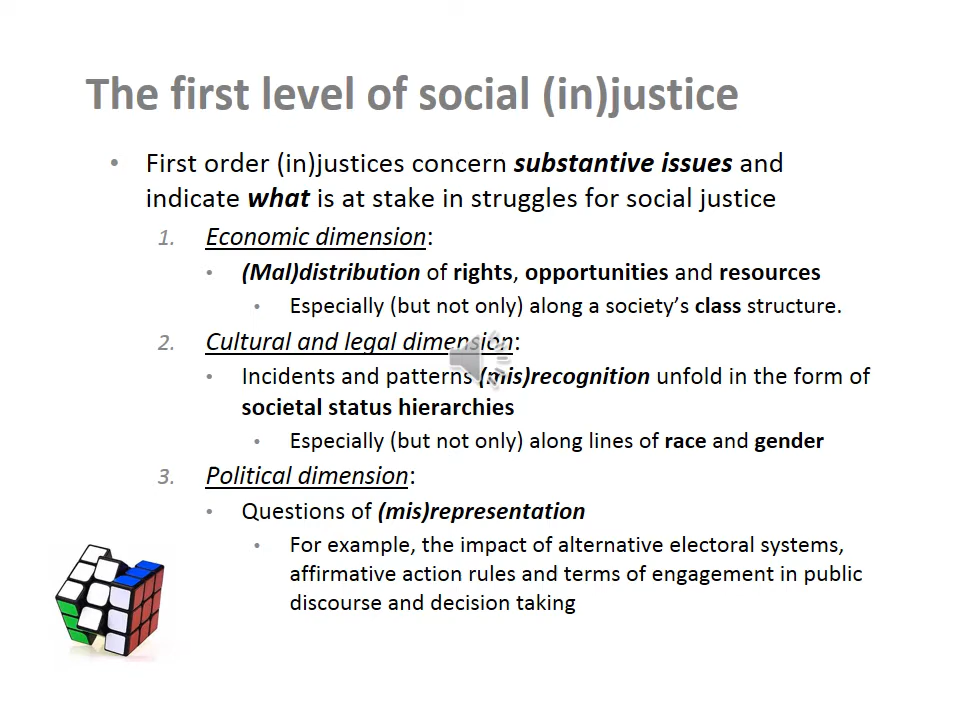 The first level of social (in)justice
• First order (in)justices concern substantive issues and
indicate what is at stake in struggles for social justice
1. Economic dimension:
• (Mal)distribution of rights, opportunities and resources
• Especially (but not only) along a society’s class structure.
2. Cultural and legal dimension:
• Incidents and patterns (mis)recognition unfold in the form of
societal status hierarchies
• Especially (but not only) along lines of race and gender
3. Political dimension:
• Questions of (mis)representation
• For example, the impact of alternative electoral systems,
affirmative action rules and terms of engagement in public
discourse and decision taking